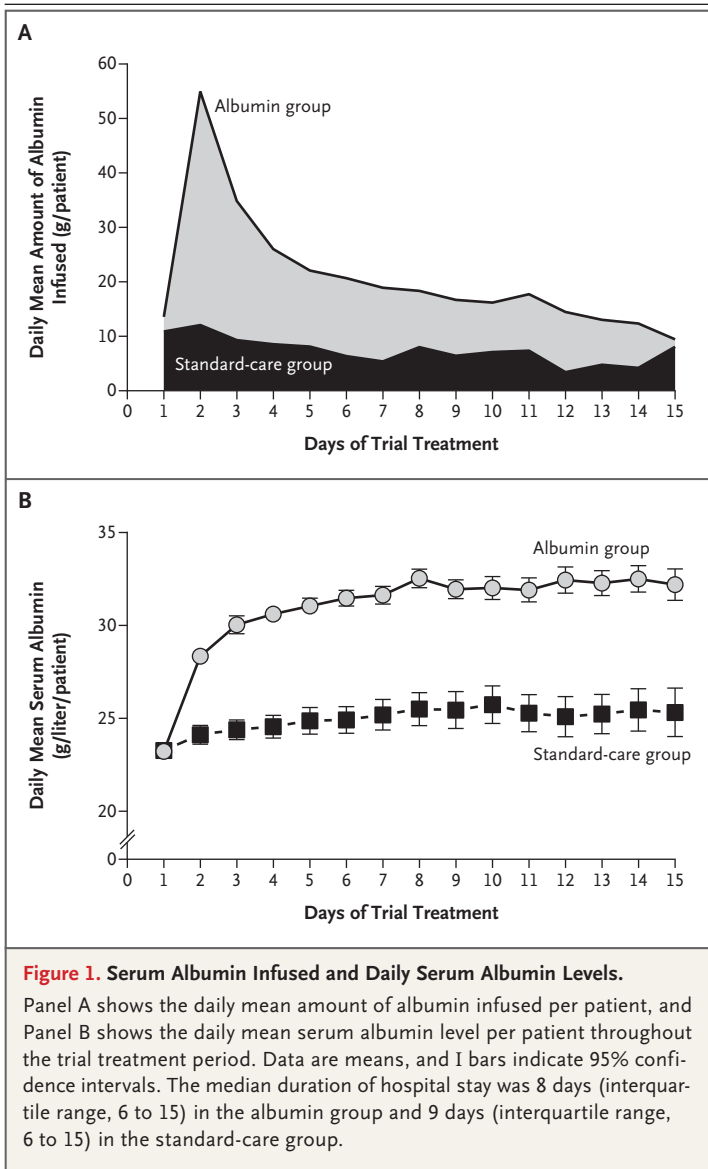 A
60
50
40
30
20
10
0
Daily Mean Amount of Albumin
Infused (g/patient)
Albumin group
Standard-care group
0 1 2 3 4 5 6 7 8 9 10 11 12 13 14 15
Days of Trial Treatment
B
35
30
25
20
0
Daily Mean Serum Albumin
(g/liter/patient)
Albumin group
Standard-care group
0 1 2 3 4 5 6 7 8 9 10 11 12 13 14 15
Days of Trial Treatment
Figure 1. Serum Albumin Infused and Daily Serum Albumin Levels.
Panel A shows the daily mean amount of albumin infused per patient, and
Panel B shows the daily mean serum albumin level per patient throughout
the trial treatment period. Data are means, and I bars indicate 95% confi-
dence intervals. The median duration of hospital stay was 8 days (interquar-
tile range, 6 to 15) in the albumin group and 9 days (interquartile range,
6 to 15) in the standard-care group.